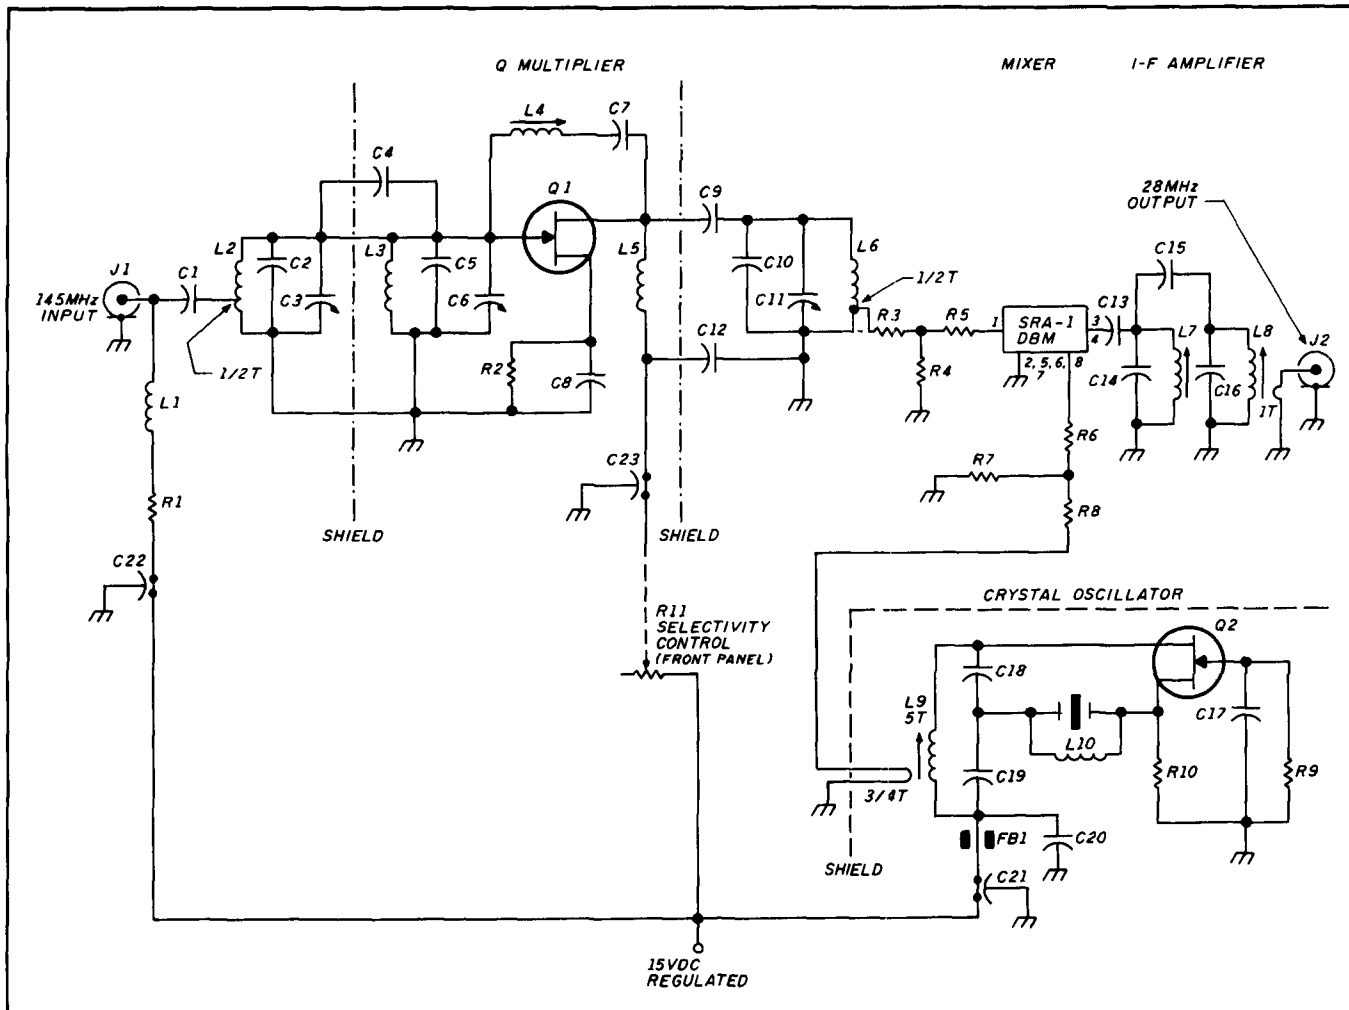 Q MULTIPLIER
MIXER
I-F AMPLIFIER
L4
C7
C4
Q1
28MHz
OUTPUT
C9
L2
L3
L5
L6
C15
J1
C1
C2
C5
C10
145MHz
INPUT
C3
C6
C11
1/2T
R3
R5
1
SRA-1
DBM
3
4
C13
L7
L8
J2
2, 5, 6, 8
7
1/2T
R2
C8
C12
R4
C14
C16
1T
L1
R6
C23
R7
R1
R8
SHIELD
SHIELD
C22
CRYSTAL OSCILLATOR
R11
SELECTIVITY
CONTROL
(FRONT PANEL)
Q2
C18
L9
5T
C17
L10
C19
R10
R9
3/4T
FB1
C20
SHIELD
C21
15VDC
REGULATED